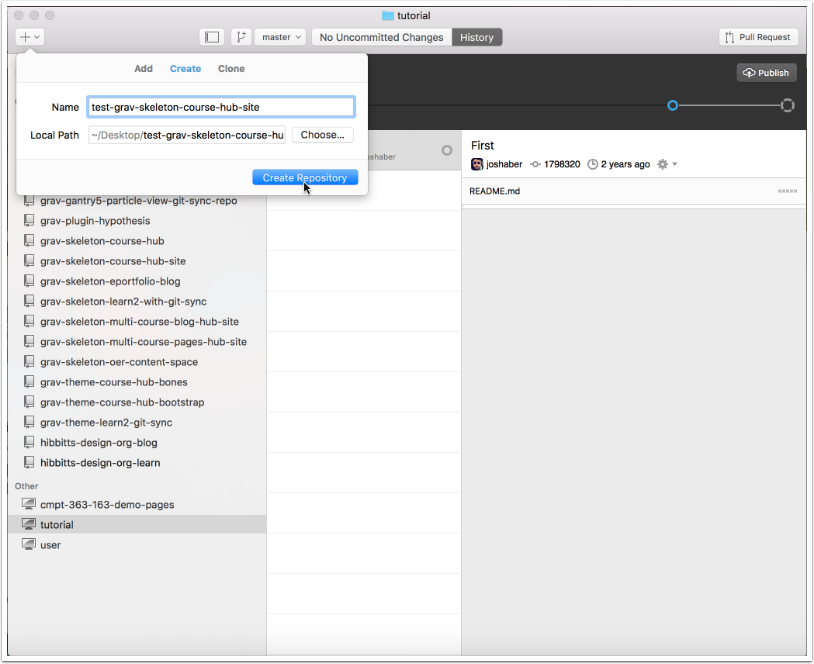 tutorial
master
No Uncommitted Changes
History
Pull Request
Add
Create
Clone
Publish
Name
test-grav-skeleton-course-hub-site
Local Path
~/Desktop/test-grav-skeleton-course-hu
Choose...
Create Repository
joshaber
First
joshaber
1798320
2 years ago
README.md
grav-gantry5-particle-view-git-sync-repo
grav-plugin-hypothesis
grav-skeleton-course-hub
grav-skeleton-course-hub-site
grav-skeleton-eportfolio-blog
grav-skeleton-learn2-with-git-sync
grav-skeleton-multi-course-blog-hub-site
grav-skeleton-multi-course-pages-hub-site
grav-skeleton-oer-content-space
grav-theme-course-hub-bones
grav-theme-course-hub-bootstrap
grav-theme-learn2-git-sync
hibbitts-design-org-blog
hibbitts-design-org-learn
Other
cmpt-363-163-demo-pages
tutorial
user